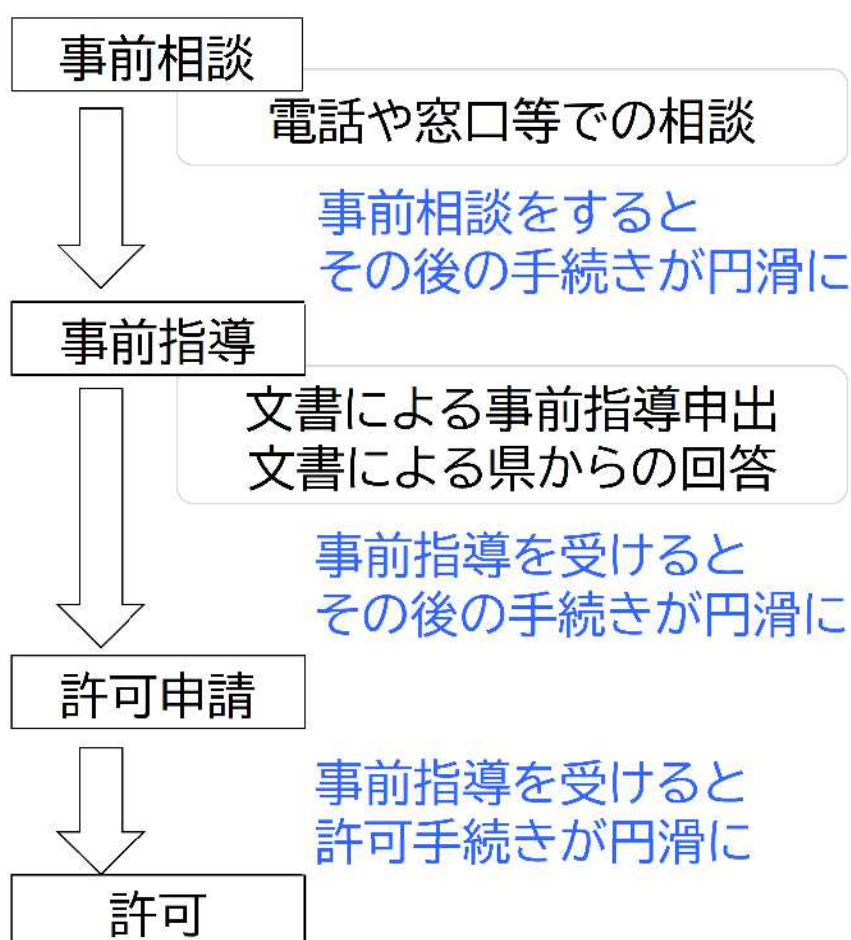 事前相談
電話や窓口等での相談
事前相談をすると
その後の手続きが円滑に
事前指導
文書による事前指導申出
文書による県からの回答
事前指導を受けると
その後の手続きが円滑に
許可申請
事前指導を受けると
許可手続きが円滑に
許可